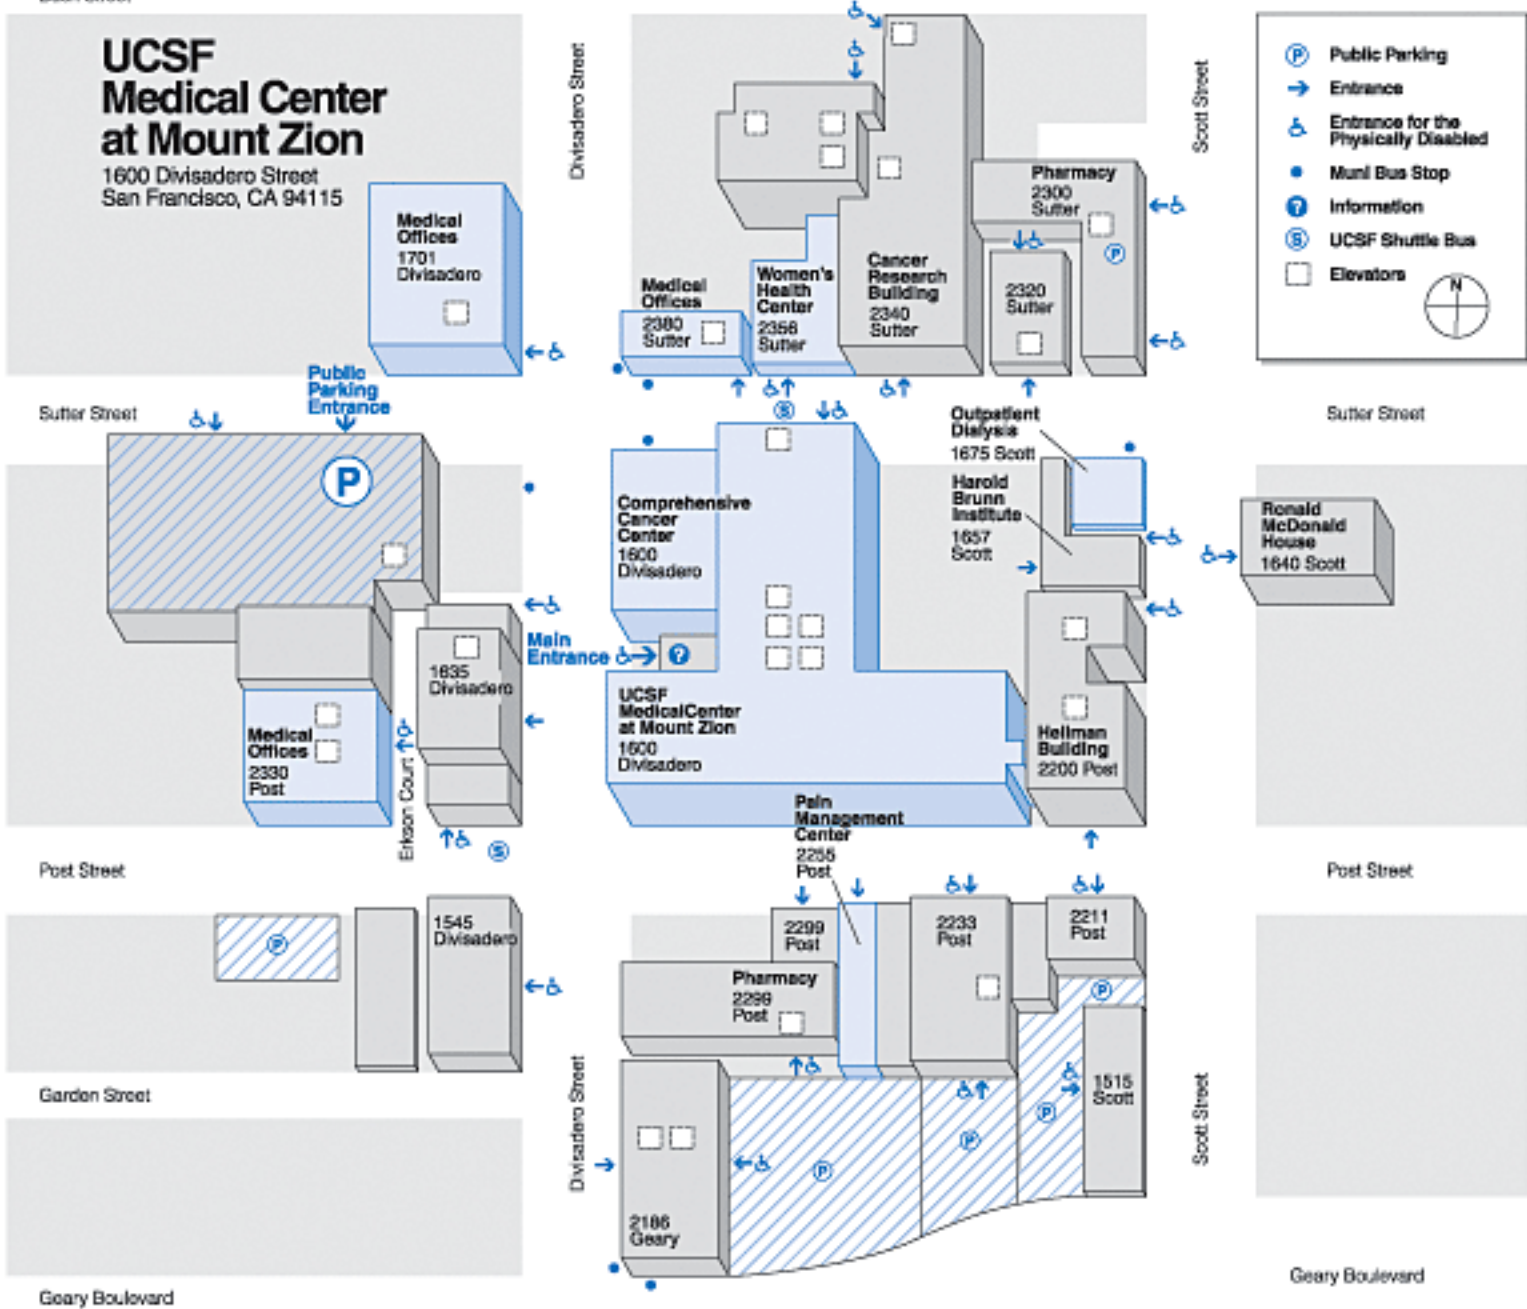 UCSF
Medical Center
at Mount Zion
1600 Divisadero Street
San Francisco, CA 94115
Divisadero Street
Scott Street
P Public Parking
Entrance
Entrance for the
Physically Disabled
Muni Bus Stop
? Information
S UCSF Shuttle Bus
Elevators
N
Medical
Offices
1701
Divisadero
Medical
Offices
2380
Sutter
Women's
Health
Center
2356
Sutter
Cancer
Research
Building
2340
Sutter
Pharmacy
2300
Sutter
P
2320
Sutter
Public
Parking
Entrance
Sutter Street
S
Sutter Street
P
Comprehensive
Cancer
Center
1600
Divisadero
Outpatient
Dialysis
1675 Scott
Harold
Brunn
Institute
1657
Scott
Ronald
McDonald
House
1640 Scott
Main
Entrance
?
1635
Divisadero
UCSF
MedicalCenter
at Mount Zion
1600
Divisadero
Medical
Offices
2330
Post
Erkson Court
S
Hellman
Building
2200 Post
Pain
Management
Center
2255
Post
Post Street
Post Street
P
1545
Divisadero
2299
Post
2233
Post
2211
Post
Pharmacy
2299
Post
P
Garden Street
Divisadero Street
1515
Scott
Scott Street
P
P
P
2186
Geary
Geary Boulevard
Geary Boulevard